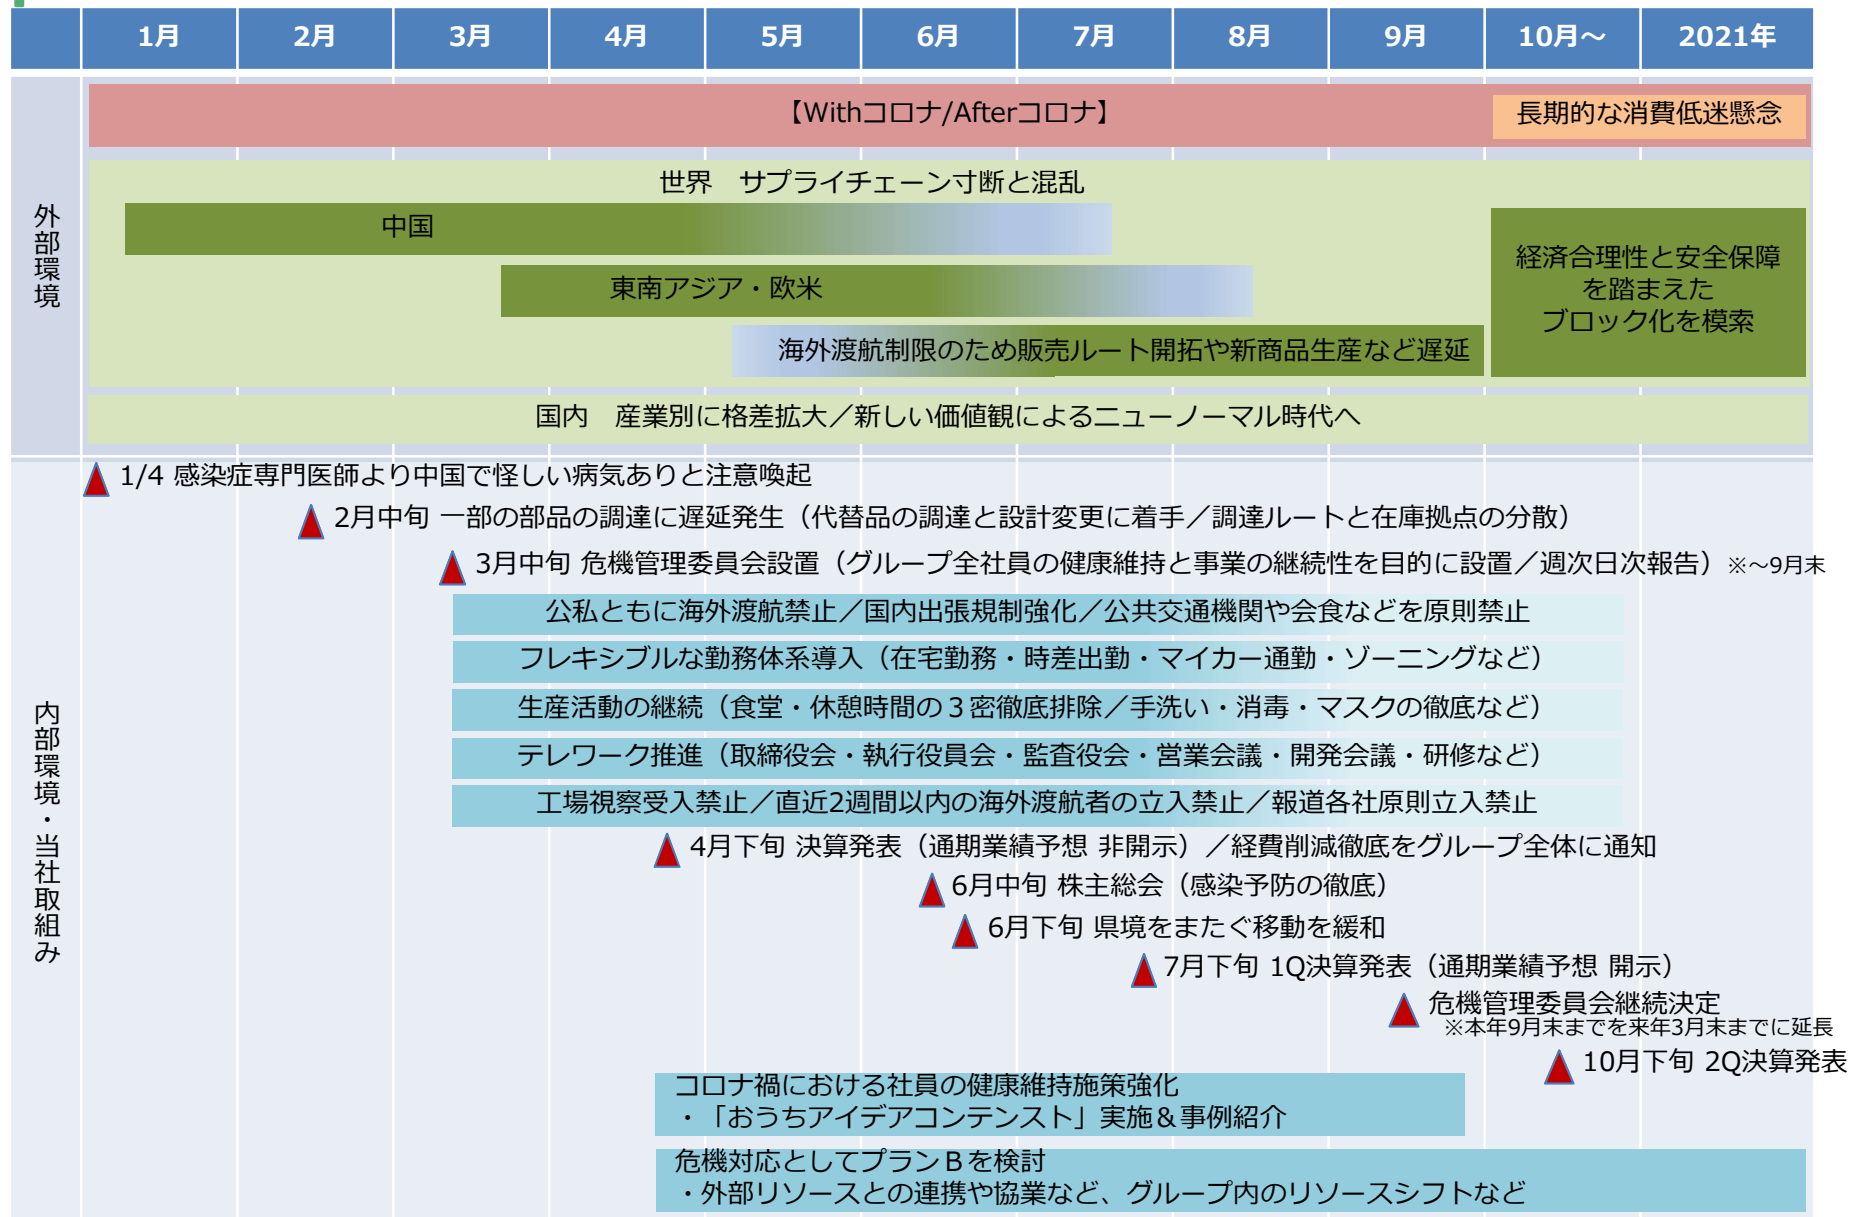 1月 2月 3月 4月 5月 6月 7月 8月 9月 10月～ 2021年
外部環境
【Withコロナ/Afterコロナ】
長期的な消費低迷懸念
世界　サプライチェーン寸断と混乱
中国
東南アジア・欧米
海外渡航制限のため販売ルート開拓や新商品生産など遅延
経済合理性と安全保障
を踏まえた
ブロック化を模索
国内　産業別に格差拡大／新しい価値観によるニューノーマル時代へ
内部環境・当社取組み
1/4 感染症専門医師より中国で怪しい病気ありと注意喚起
2月中旬 一部の部品の調達に遅延発生（代替品の調達と設計変更に着手／調達ルートと在庫拠点の分散）
3月中旬 危機管理委員会設置（グループ全社員の健康維持と事業の継続性を目的に設置／週次日次報告）※～9月末
公私ともに海外渡航禁止／国内出張規制強化／公共交通機関や会食などを原則禁止
フレキシブルな勤務体系導入（在宅勤務・時差出勤・マイカー通勤・ゾーニングなど）
生産活動の継続（食堂・休憩時間の３密徹底排除／手洗い・消毒・マスクの徹底など）
テレワーク推進（取締役会・執行役員会・監査役会・営業会議・開発会議・研修など）
工場視察受入禁止／直近2週間以内の海外渡航者の立入禁止／報道各社原則立入禁止
4月下旬 決算発表（通期業績予想 非開示）／経費削減徹底をグループ全体に通知
6月中旬 株主総会（感染予防の徹底）
6月下旬 県境をまたぐ移動を緩和
7月下旬 1Q決算発表（通期業績予想 開示）
危機管理委員会継続決定
※本年9月末までを来年3月末までに延長
10月下旬 2Q決算発表
コロナ禍における社員の健康維持施策強化
・「おうちアイデアコンテンスト」実施＆事例紹介
危機対応としてプランＢを検討
・外部リソースとの連携や協業など、グループ内のリソースシフトなど